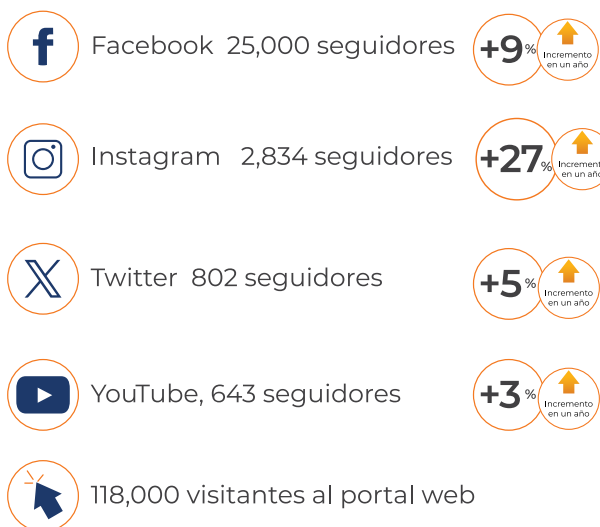 Facebook 25,000 seguidores
+9%
Incremento
en un año
Instagram 2,834 seguidores
+27%
Increment
en un año
Twitter 802 seguidores
+5%
Incremento
en un año
YouTube, 643 seguidores
+3%
Incremento
en un año
118,000 visitantes al portal web